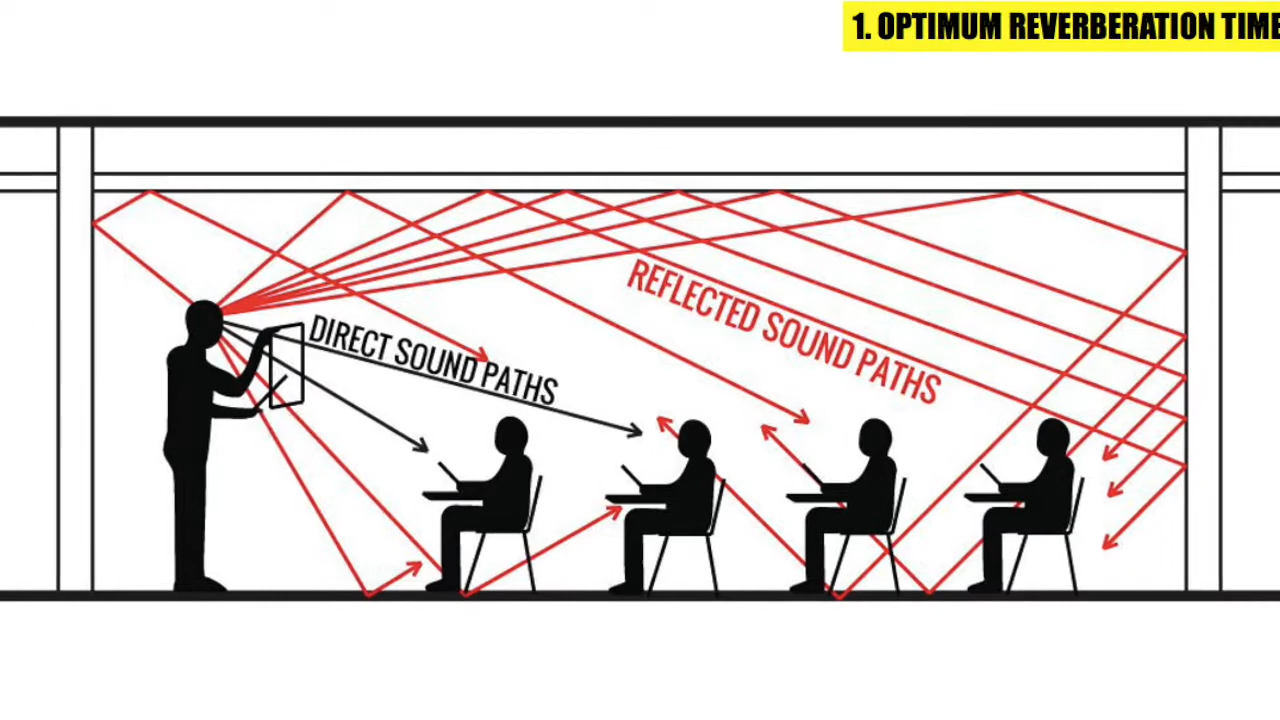 1. OPTIMUM REVERBERATION TIME
DIRECT SOUND PATHS
REFLECTED SOUND PATHS